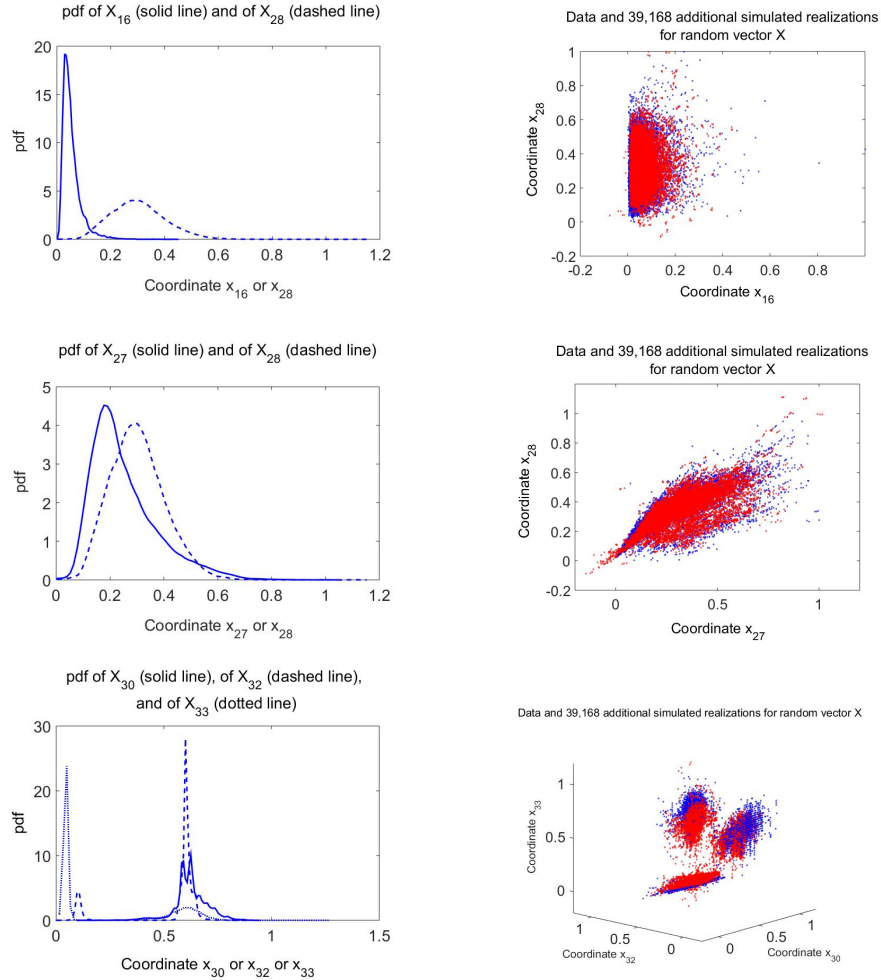 pdf of X16 (solid line) and of X28 (dashed line)
20
15
10
5
0
pdf
0 0.2 0.4 0.6 0.8 1 1.2
Coordinate x16 or x28
Data and 39,168 additional simulated realizations
for random vector X
1
0.8
0.6
0.4
0.2
0
-0.2
Coordinate x28
-0.2 0 0.2 0.4 0.6 0.8
Coordinate x16
pdf of X27 (solid line) and of X28 (dashed line)
5
4
3
2
1
0
pdf
0 0.2 0.4 0.6 0.8 1 1.2
Coordinate x27 or x28
Data and 39,168 additional simulated realizations
for random vector X
1
0.8
0.6
0.4
0.2
0
-0.2
Coordinate x28
0 0.5 1
Coordinate x27
pdf of X30 (solid line), of X32 (dashed line),
and of X33 (dotted line)
30
20
10
0
pdf
0 0.5 1 1.5
Coordinate x30 or x32 or x33
Data and 39,168 additional simulated realizations for random vector X
1
0.5
0
Coordinate x33
1 0.5 0
Coordinate x32
0 0.5 1
Coordinate x30